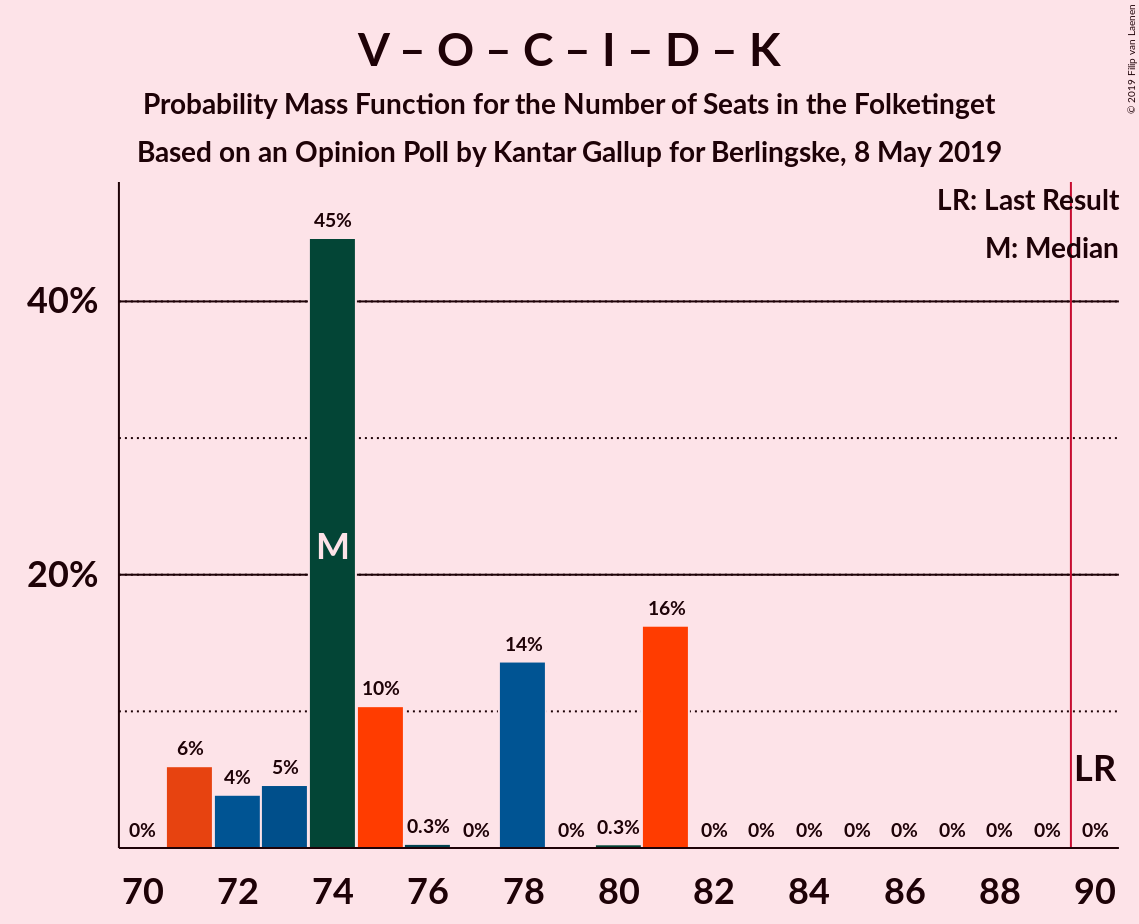 V – O – C – I – D – K
Probability Mass Function for the Number of Seats in the Folketinget
Based on an Opinion Poll by Kantar Gallup for Berlingske, 8 May 2019
© 2019 Filip van Laenen
LR: Last Result
M: Median
40%
20%
0%
6%
4%
5%
45%
M
10%
0.3%
0%
14%
0%
0.3%
16%
0%
0%
0%
0%
0%
0%
0%
0%
0%
LR
70 72 74 76 78 80 82 84 86 88 90